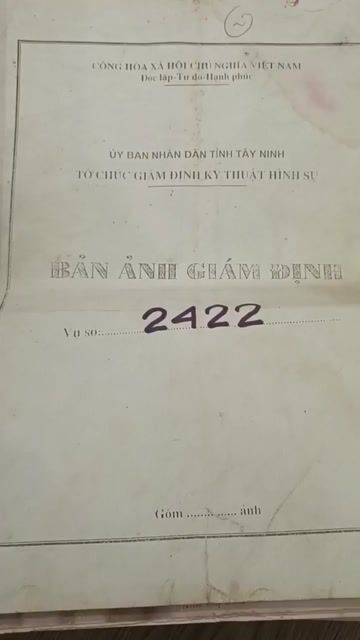 CỘNG HÒA XÃ HỘI CHỦ NGHĨA VIỆT NAM
Độc lập-Tự do-Hạnh phúc
ỦY BAN NHÂN DÂN TỈNH TÂY NINH
TỔ CHỨC GIÁM ĐỊNH KỸ THUẬT HÌNH SỰ
BẢN ẢNH GIÁM ĐỊNH
Vụ số:..........2422..........
Gồm ............... ảnh